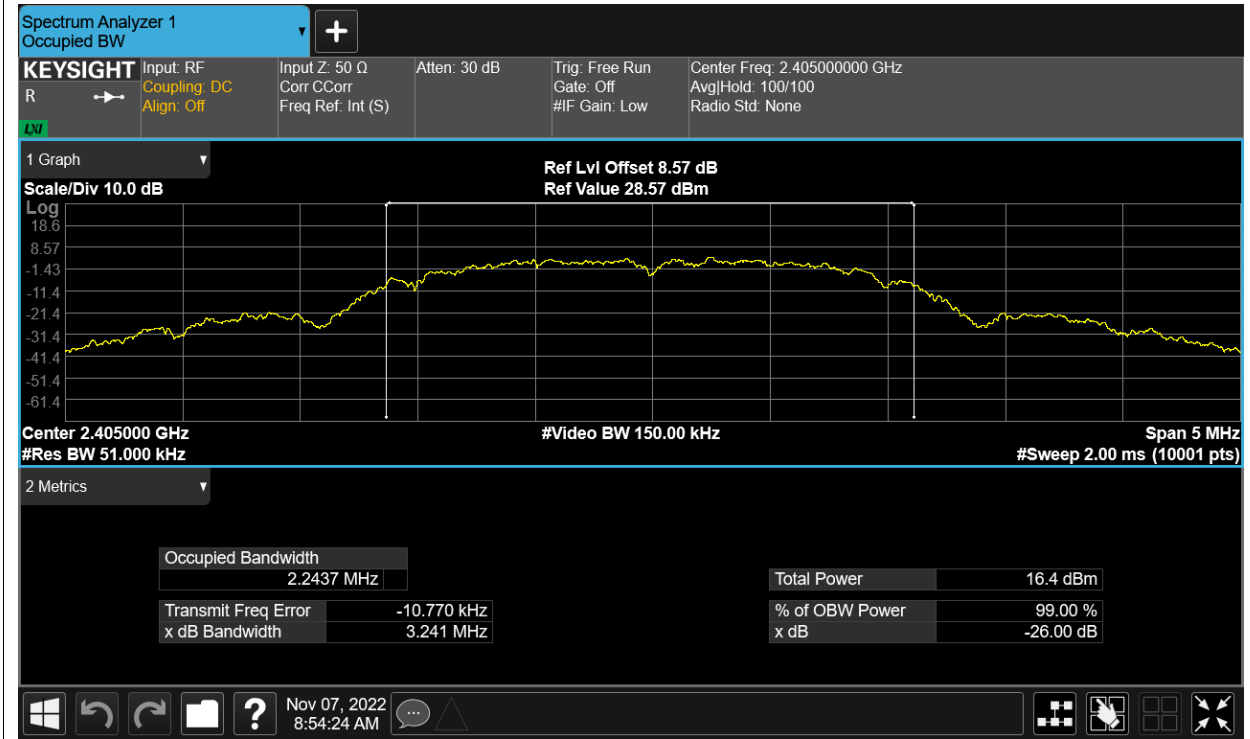 Spectrum Analyzer 1
Occupied BW
+
KEYSIGHT
R
LXI
Input: RF
Coupling: DC
Align: Off
Input Z: 50 Ω
Corr CCorr
Freq Ref: Int (S)
Atten: 30 dB
Trig: Free Run
Gate: Off
#IF Gain: Low
Center Freq: 2.405000000 GHz
Avg|Hold: 100/100
Radio Std: None
1 Graph
Scale/Div 10.0 dB
Ref Lvl Offset 8.57 dB
Ref Value 28.57 dBm
Log
18.6
8.57
-1.43
-11.4
-21.4
-31.4
-41.4
-51.4
-61.4
Center 2.405000 GHz
#Video BW 150.00 kHz
Span 5 MHz
#Res BW 51.000 kHz
#Sweep 2.00 ms (10001 pts)
2 Metrics
Occupied Bandwidth
2.2437 MHz
Total Power 16.4 dBm
Transmit Freq Error -10.770 kHz
% of OBW Power 99.00 %
x dB Bandwidth 3.241 MHz
x dB -26.00 dB
?
Nov 07, 2022
8:54:24 AM